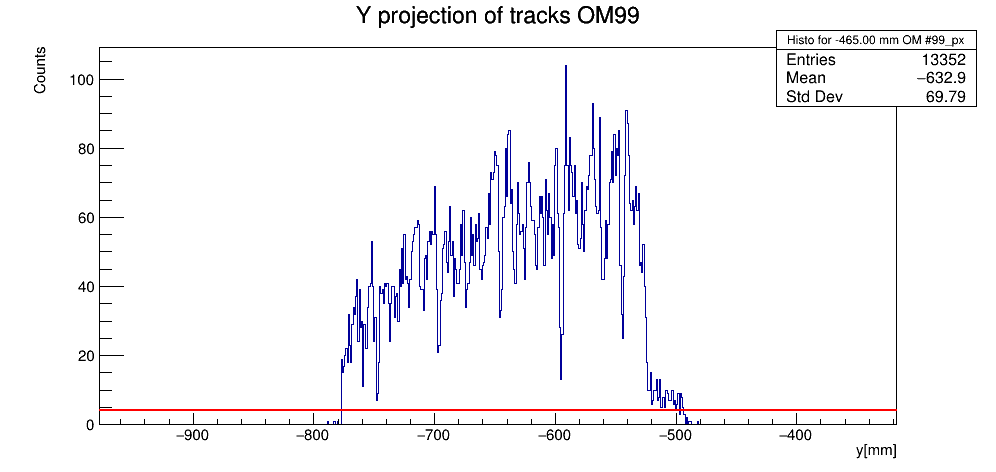 Y projection of tracks OM99
Histo for -465.00 mm OM #99_px
Entries 13352
Mean −632.9
Std Dev 69.79
Counts
100
80
60
40
20
0
−900 −800 −700 −600 −500 −400
y[mm]